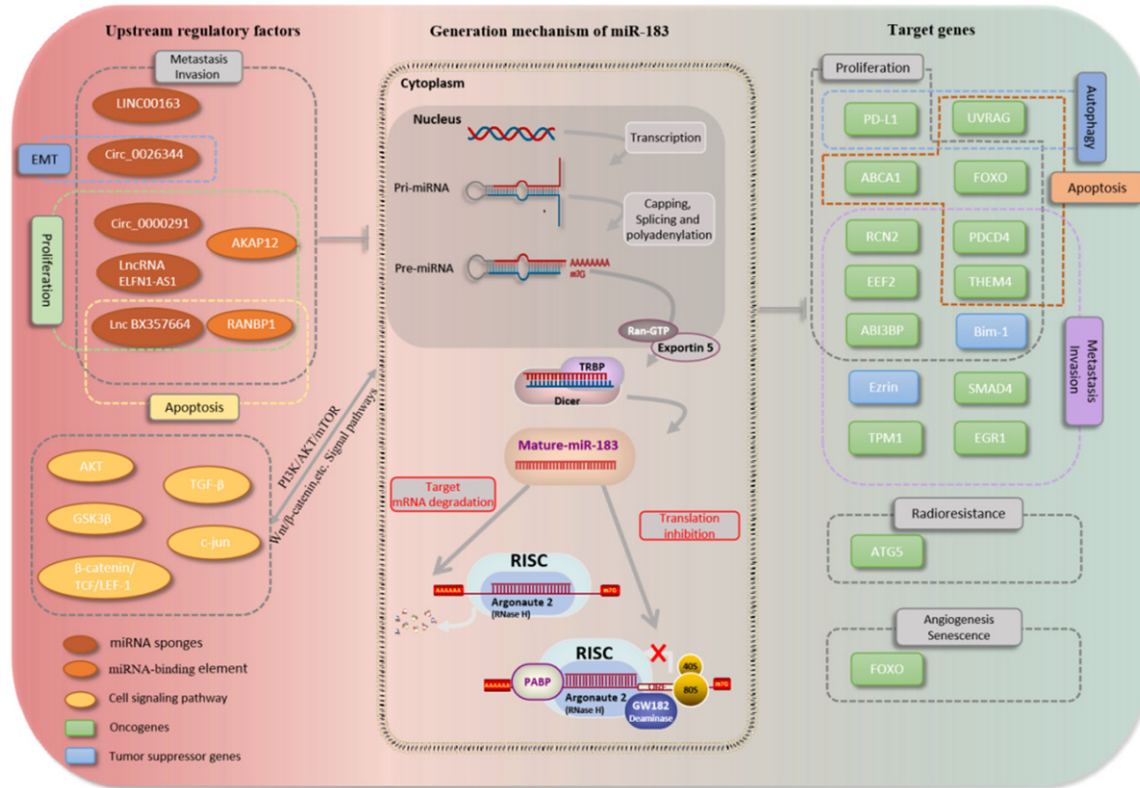 Upstream regulatory factors
Metastasis
Invasion
LINC00163
EMT
Circ_0026344
Proliferation
Circ_0000291
AKAP12
LncRNA
ELFN1-AS1
Lnc BX357664
RANBP1
Apoptosis
AKT
TGF-β
GSK3β
c-jun
β-catenin/
TCF/LEF-1
PI3K/AKT/mTOR
Wnt/β-catenin,etc. Signal pathways
miRNA sponges
miRNA-binding element
Cell signaling pathway
Oncogenes
Tumor suppressor genes
Generation mechanism of miR-183
Cytoplasm
Nucleus
Transcription
Pri-miRNA
Capping,
Splicing and
polyadenylation
Pre-miRNA
AAAAAAA
m7G
Ran-GTP
Exportin 5
TRBP
Dicer
Mature-miR-183
Target
mRNA degradation
Translation
inhibition
RISC
AAAAAA
m7G
Argonaute 2
(RNase H)
RISC
X
40S
PABP
AAAAAA
80S
m7G
Argonaute 2
(RNase H)
GW182
Deaminase
Target genes
Proliferation
Autophagy
PD-L1
UVRAG
ABCA1
FOXO
Apoptosis
RCN2
PDCD4
EEF2
THEM4
ABI3BP
Bim-1
Metastasis
Invasion
Ezrin
SMAD4
TPM1
EGR1
Radioresistance
ATG5
Angiogenesis
Senescence
FOXO